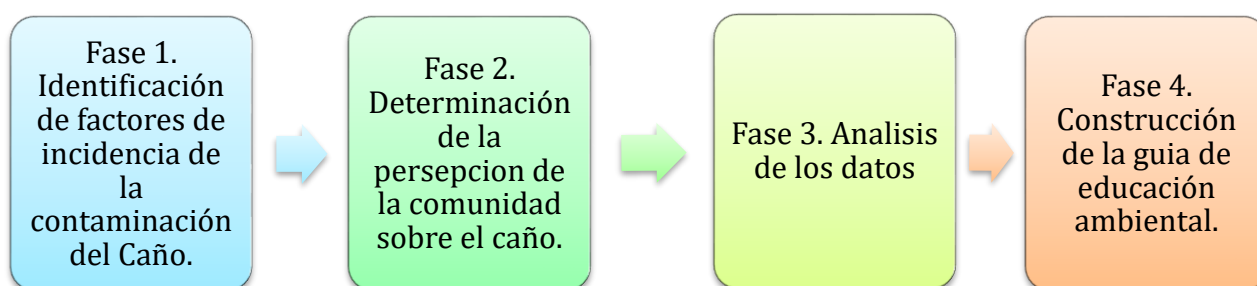 Fase 1.
Identificación
de factores de
incidencia de
la
contaminación
del Caño.
Fase 2.
Determinación
de la
persepcion de
la comunidad
sobre el caño.
Fase 3. Analisis
de los datos
Fase 4.
Construcción
de la guia de
educación
ambiental.